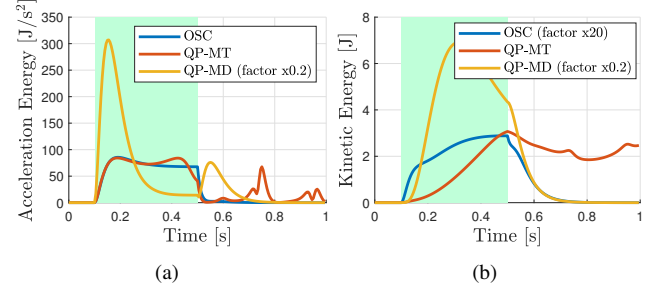 Acceleration Energy [J/s²]
350
300
250
200
150
100
50
0
OSC
QP-MT
QP-MD (factor x0.2)
0 0.2 0.4 0.6 0.8 1
Time [s]
(a)
Kinetic Energy [J]
8
6
4
2
0
OSC (factor x20)
QP-MT
QP-MD (factor x0.2)
0 0.2 0.4 0.6 0.8 1
Time [s]
(b)